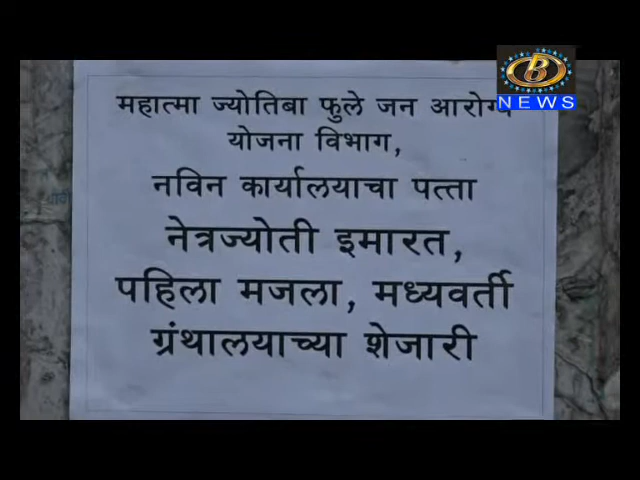 B
NEWS
महात्मा ज्योतिबा फुले जन आरोग्य
योजना विभाग,
नविन कार्यालयाचा पत्ता
नेत्रज्योती इमारत,
पहिला मजला, मध्यवर्ती
ग्रंथालयाच्या शेजारी